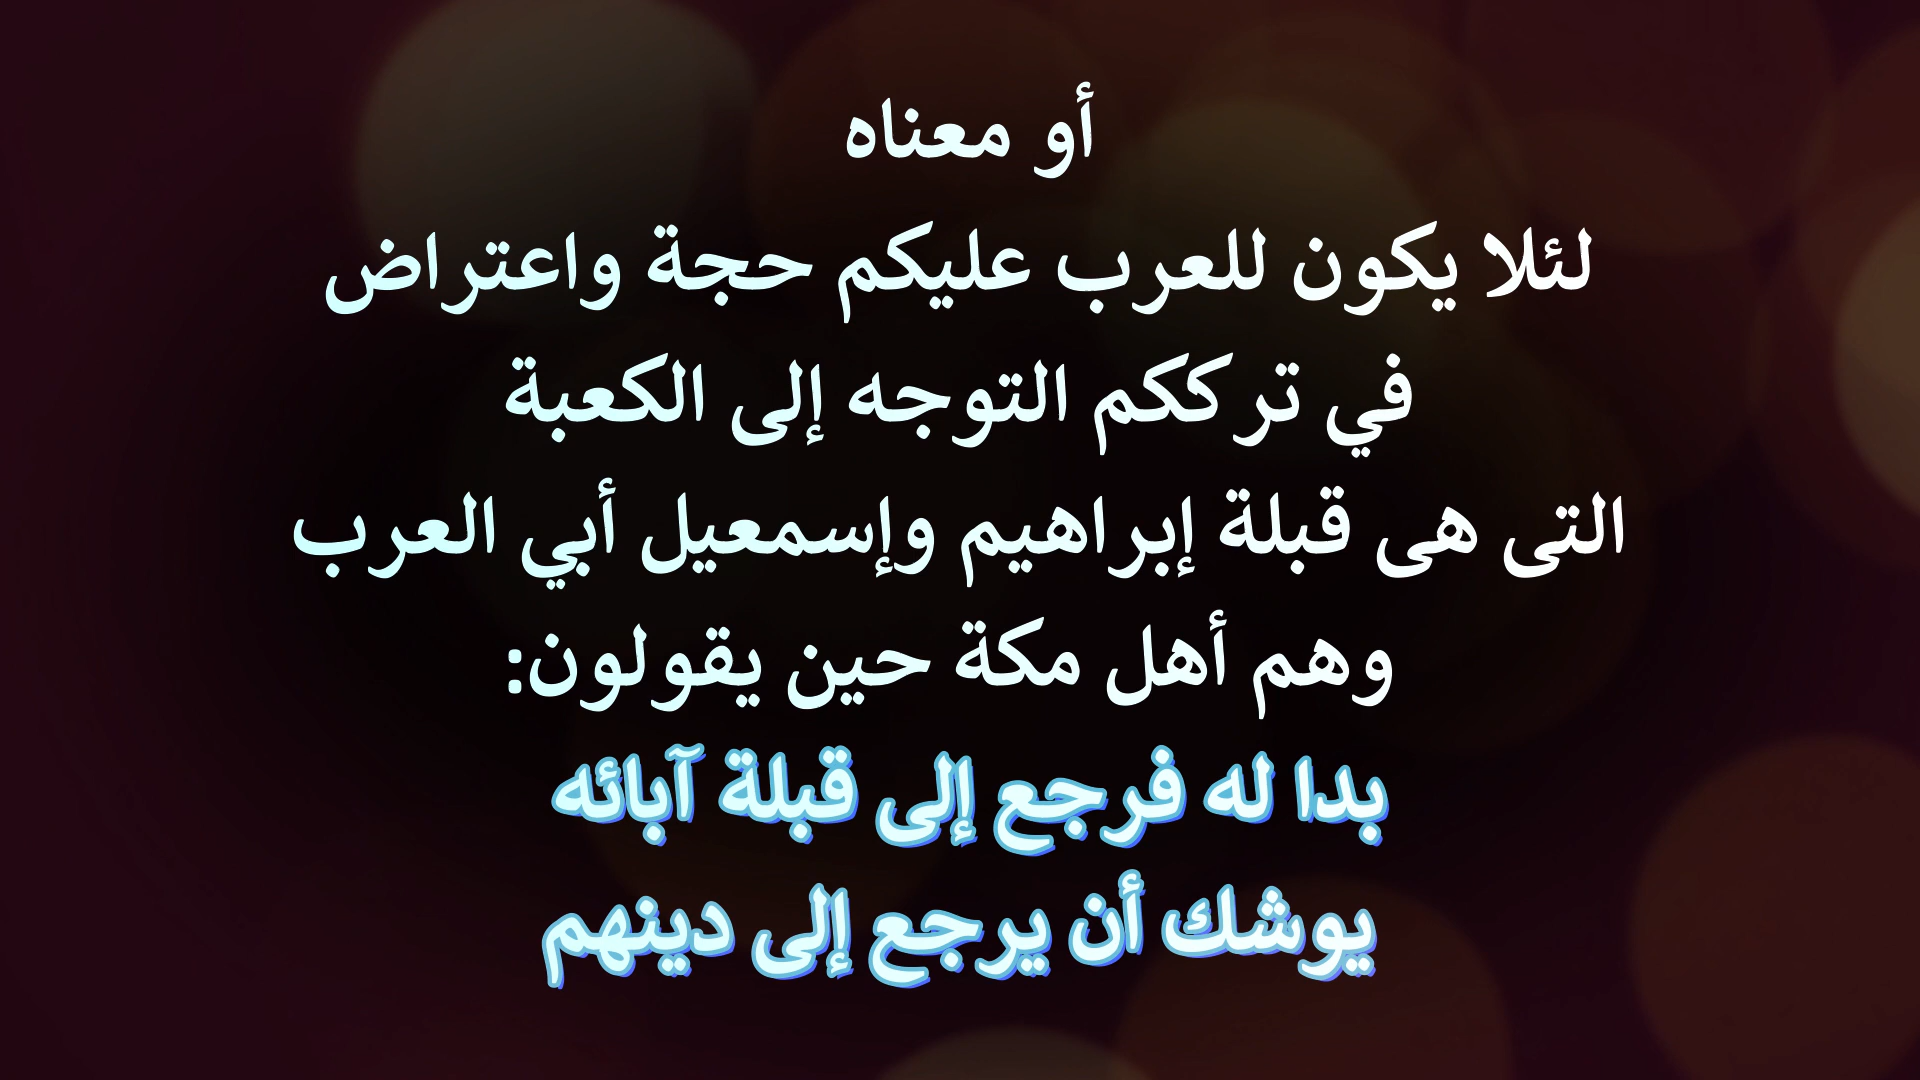 أو معناه
لئلا يكون للعرب عليكم حجة واعتراض
في ترككم التوجه إلى الكعبة
التى هى قبلة إبراهيم وإسمعيل أبي العرب
وهم أهل مكة حين يقولون:
بدا له فرجع إلى قبلة آبائه
يوشك أن يرجع إلى دينهم